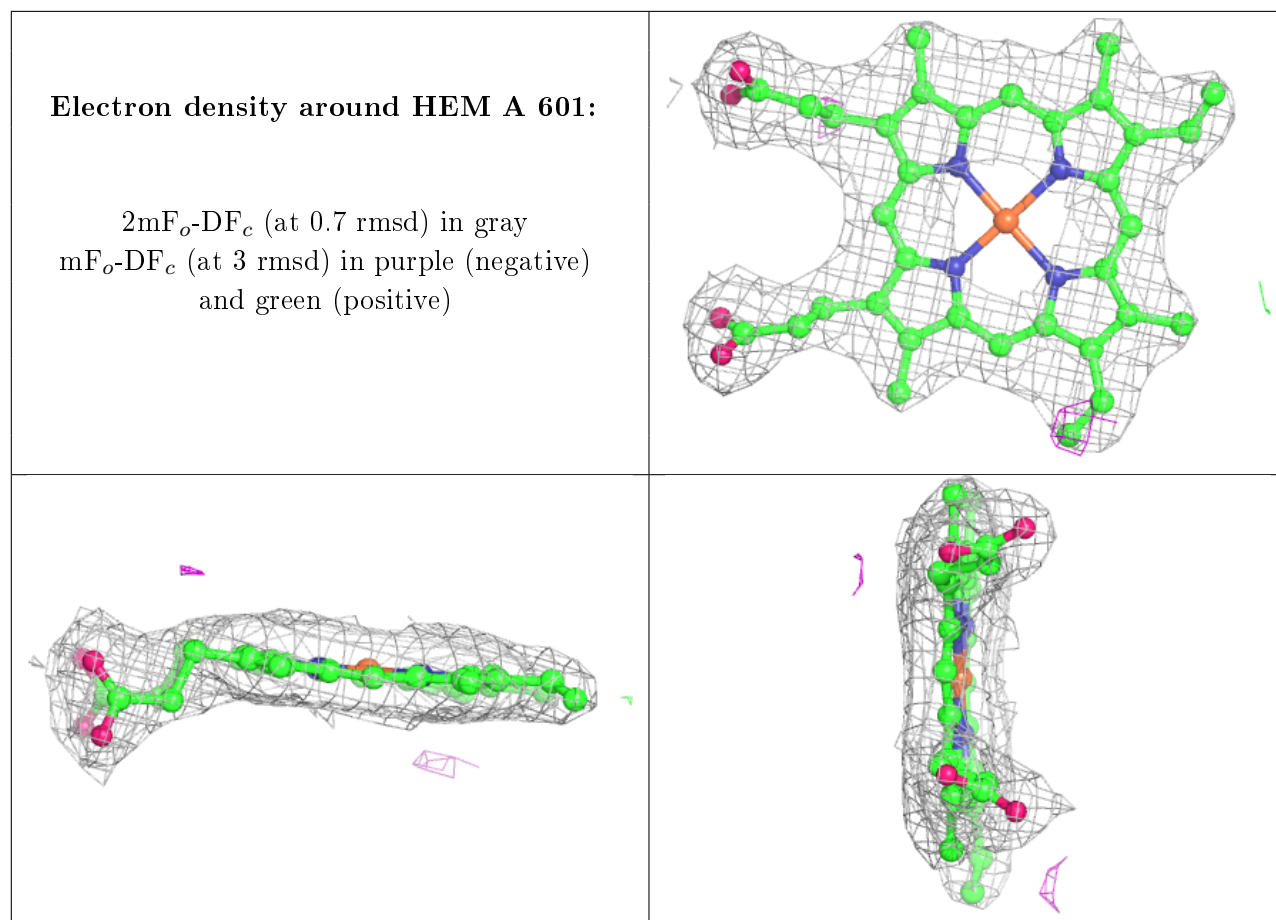 Electron density around HEM A 601:
2mFo-DFc (at 0.7 rmsd) in gray
mFo-DFc (at 3 rmsd) in purple (negative)
and green (positive)